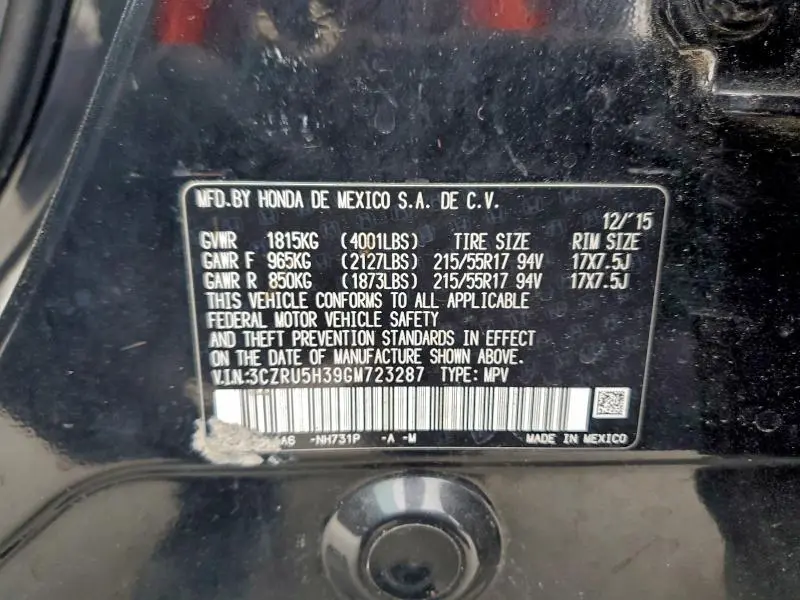 MFD.BY HONDA DE MEXICO S.A. DE C.V.
12/'15
GVWR 1815KG (4001LBS) TIRE SIZE RIM SIZE
GAWR F 965KG (2127LBS) 215/55R17 94V 17X7.5J
GAWR R 850KG (1873LBS) 215/55R17 94V 17X7.5J
THIS VEHICLE CONFORMS TO ALL APPLICABLE
FEDERAL MOTOR VEHICLE SAFETY
AND THEFT PREVENTION STANDARDS IN EFFECT
ON THE DATE OF MANUFACTURE SHOWN ABOVE.
V.I.N.:3CZRU5H39GM723287 TYPE: MPV
A6 -NH731P -A -M MADE IN MEXICO